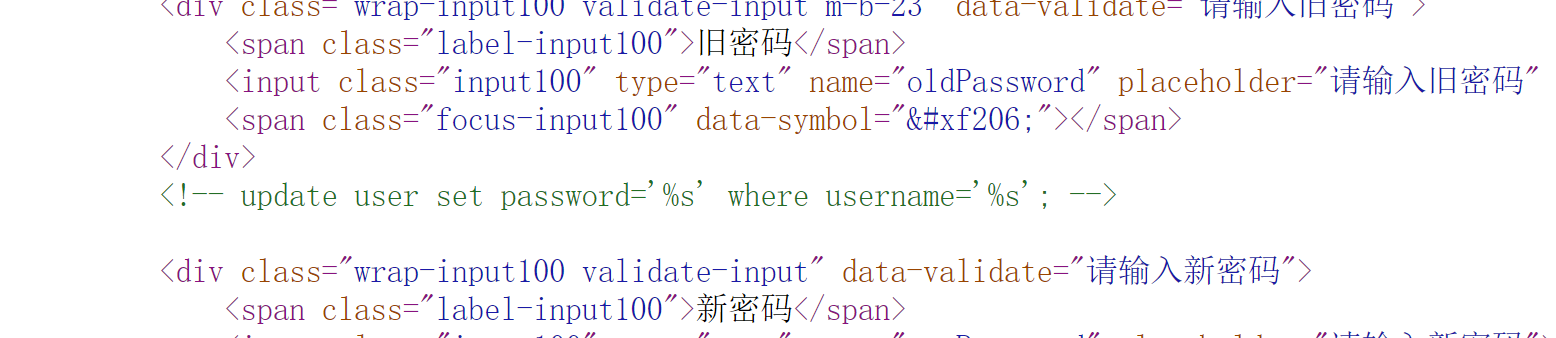 <div class="wrap-input100 validate-input m-b-23" data-validate="请输入旧密码">
<span class="label-input100">旧密码</span>
<input class="input100" type="text" name="oldPassword" placeholder="请输入旧密码"
<span class="focus-input100" data-symbol="&#xf206;"></span>
</div>
<!-- update user set password='%s' where username='%s'; -->
<div class="wrap-input100 validate-input" data-validate="请输入新密码">
<span class="label-input100">新密码</span>